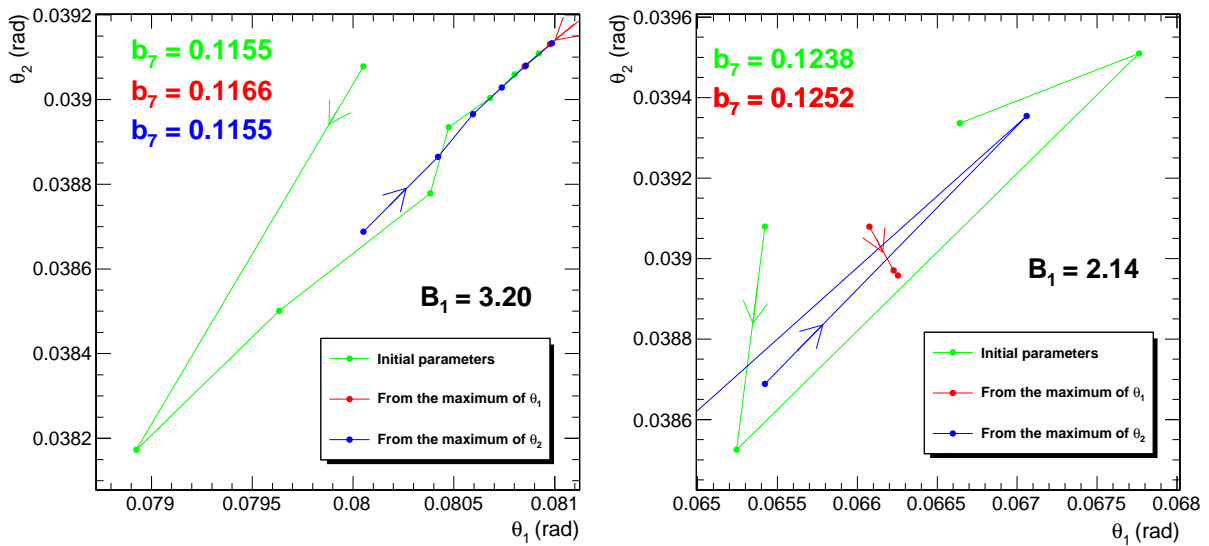 θ2 (rad)
0.0392
0.039
0.0388
0.0386
0.0384
0.0382
b7 = 0.1155
b7 = 0.1166
b7 = 0.1155
B1 = 3.20
Initial parameters
From the maximum of θ1
From the maximum of θ2
0.079 0.0795 0.08 0.0805 0.081
θ1 (rad)
θ2 (rad)
0.0396
0.0394
0.0392
0.039
0.0388
0.0386
b7 = 0.1238
b7 = 0.1252
B1 = 2.14
Initial parameters
From the maximum of θ1
From the maximum of θ2
0.065 0.0655 0.066 0.0665 0.067 0.0675 0.068
θ1 (rad)